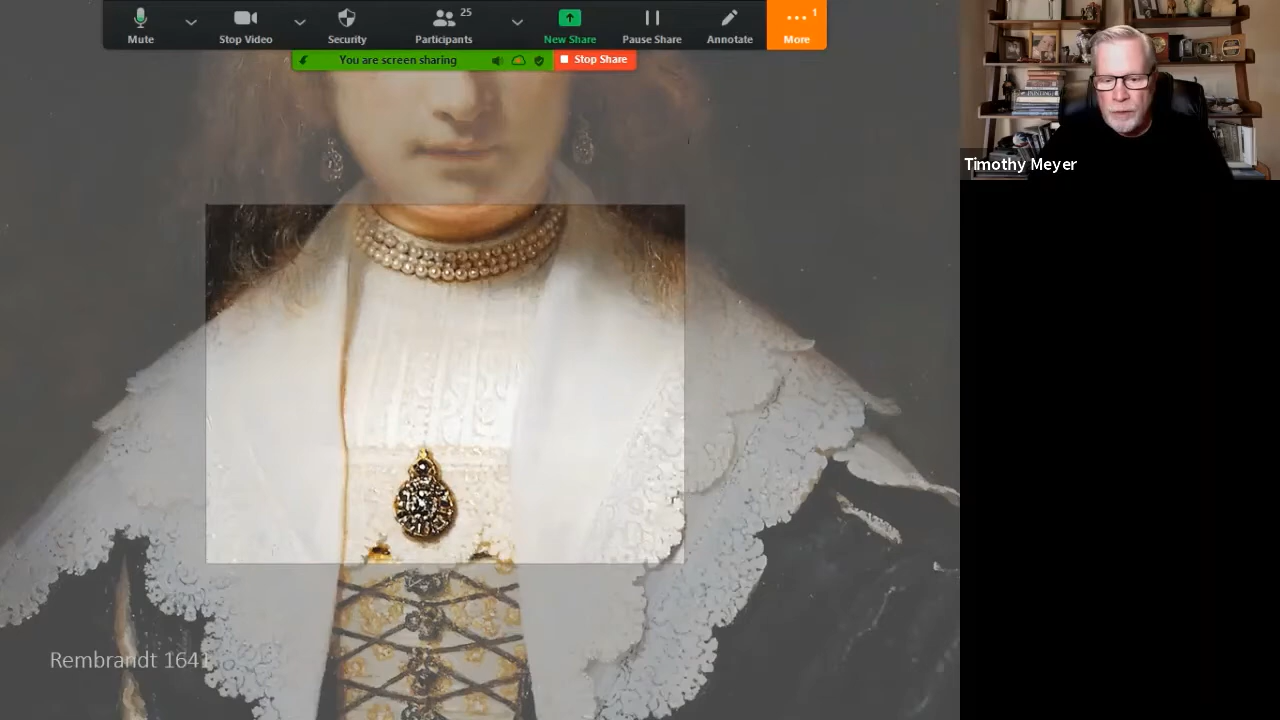 25
1
Mute
Stop Video
Security
Participants
New Share
Pause Share
Annotate
More
You are screen sharing
Stop Share
Timothy Meyer
Rembrandt 1641